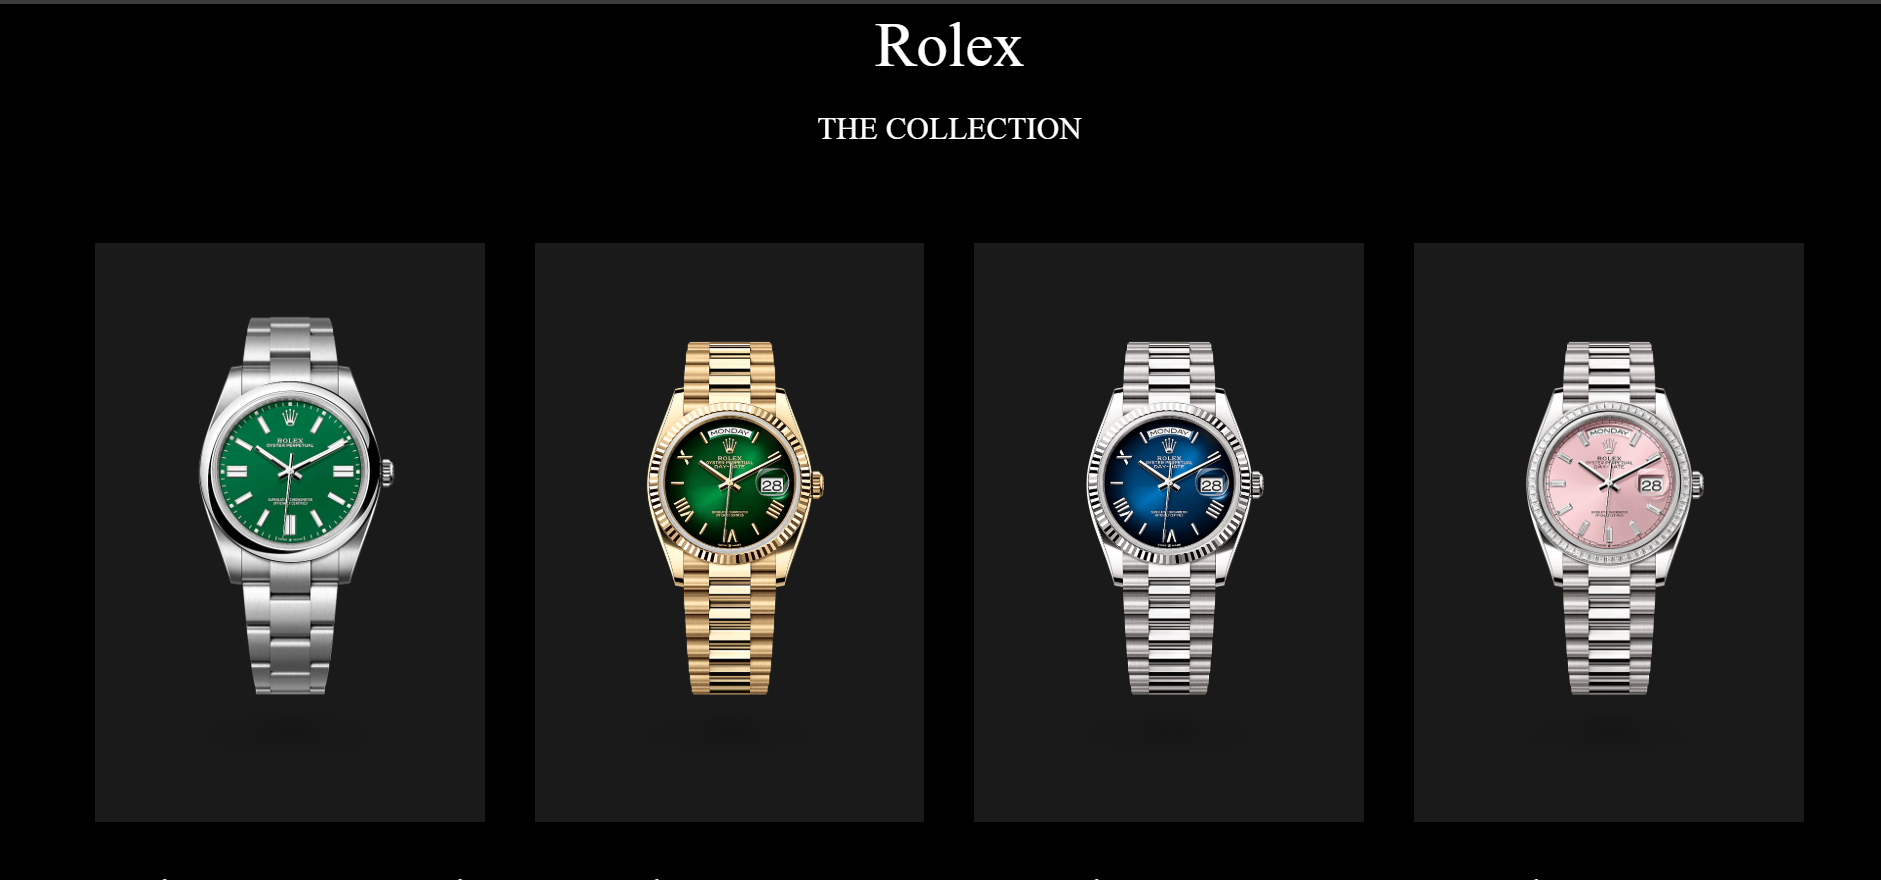 Rolex
THE COLLECTION
ROLEX
OYSTER PERPETUAL
MONDAY
ROLEX
OYSTER PERPETUAL
DAY-DATE
28
MONDAY
ROLEX
OYSTER PERPETUAL
DAY-DATE
28
MONDAY
ROLEX
OYSTER PERPETUAL
DAY-DATE
28